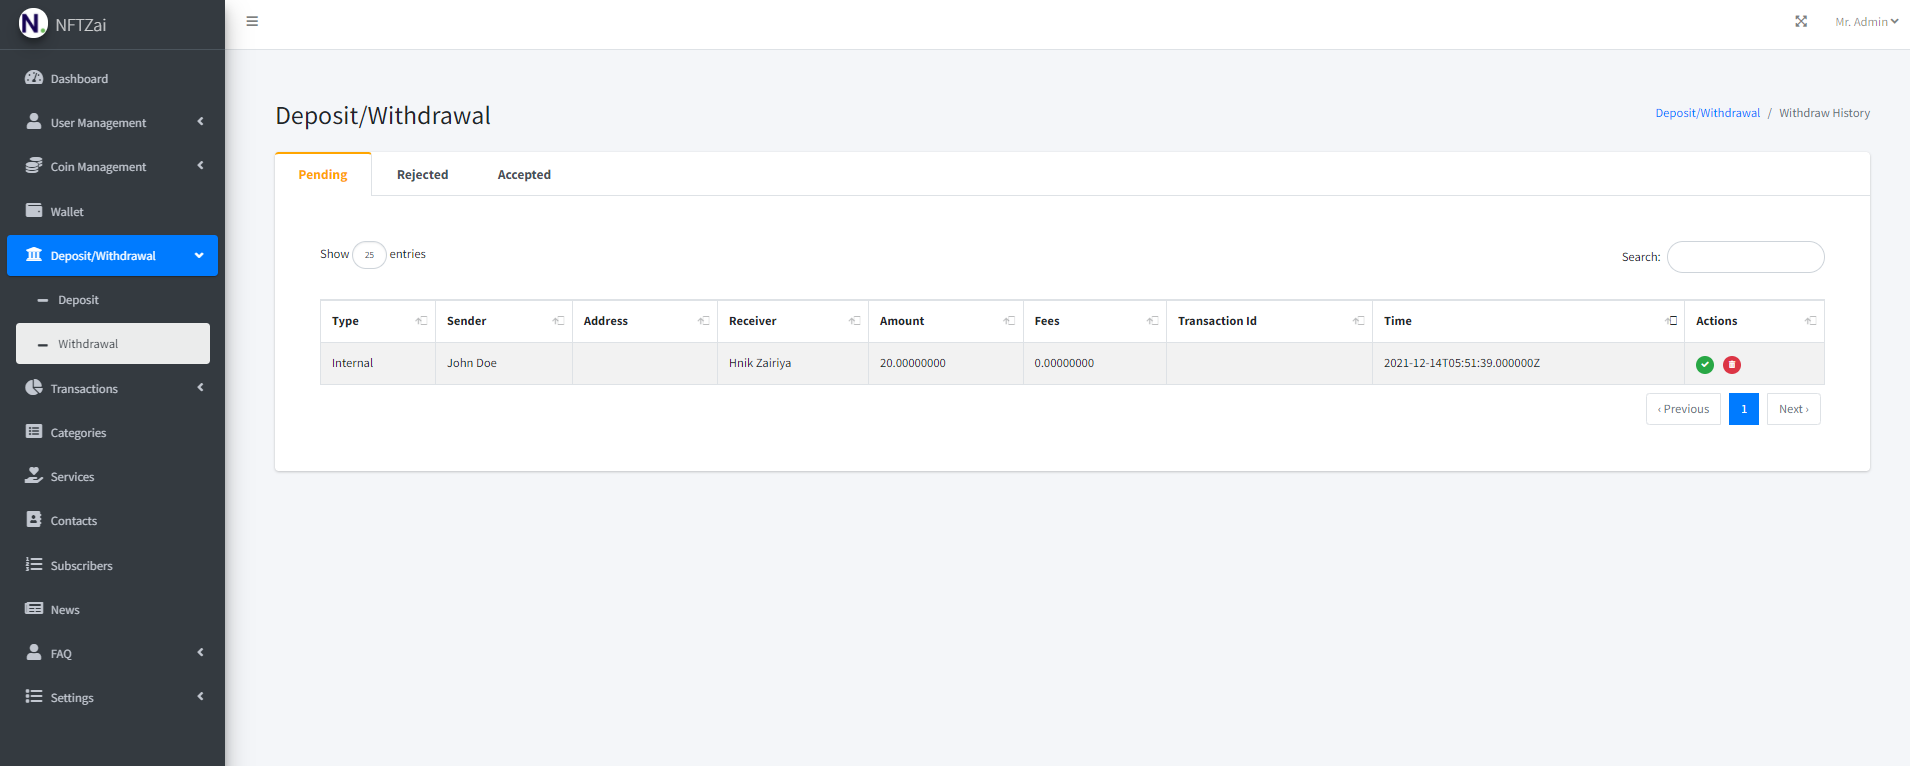 N. NFTZai
Mr. Admin
Dashboard
User Management
Coin Management
Wallet
Deposit/Withdrawal
Deposit
Withdrawal
Transactions
Categories
Services
Contacts
Subscribers
News
FAQ
Settings
Deposit/Withdrawal
Deposit/Withdrawal / Withdraw History
Pending Rejected Accepted
Show 25 entries
Search:
Type Sender Address Receiver Amount Fees Transaction Id Time Actions
Internal John Doe Hnik Zairiya 20.00000000 0.00000000 2021-12-14T05:51:39.000000Z
‹ Previous 1 Next ›